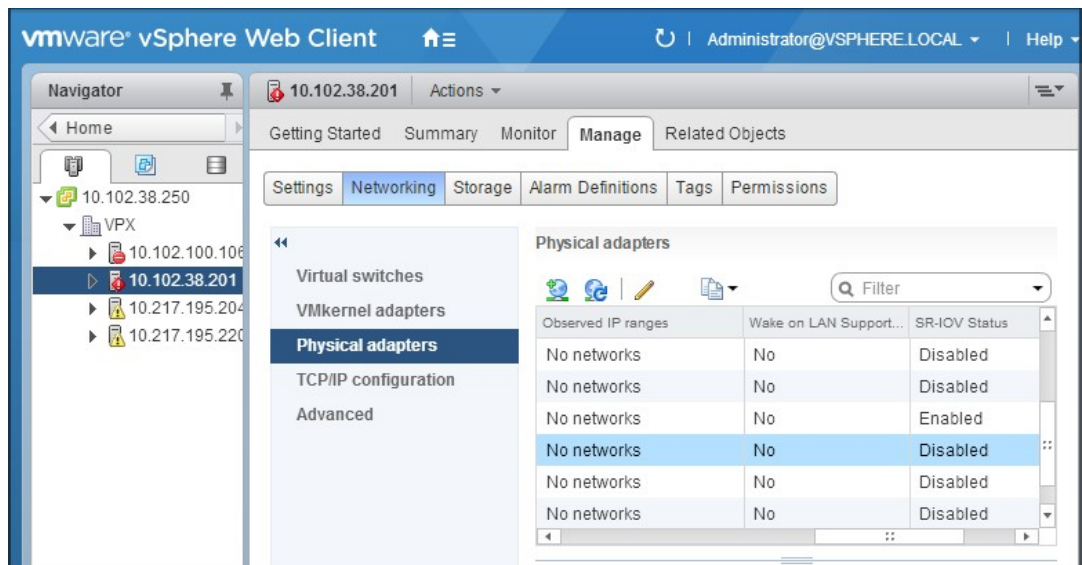 vmware® vSphere Web Client
Administrator@VSPHERE.LOCAL
Help
Navigator
10.102.38.201
Actions
Home
Getting Started
Summary
Monitor
Manage
Related Objects
Settings
Networking
Storage
Alarm Definitions
Tags
Permissions
10.102.38.250
VPX
10.102.100.106
10.102.38.201
10.217.195.204
10.217.195.220
Virtual switches
VMkernel adapters
Physical adapters
TCP/IP configuration
Advanced
Physical adapters
Filter
Observed IP ranges Wake on LAN Support... SR-IOV Status
No networks No Disabled
No networks No Disabled
No networks No Enabled
No networks No Disabled
No networks No Disabled
No networks No Disabled